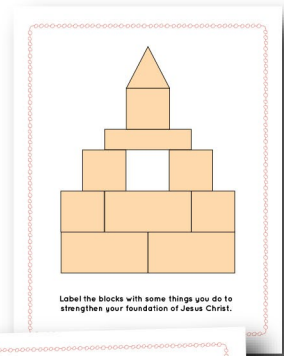 Label the blocks with some things you do to
strengthen your foundation of Jesus Christ.